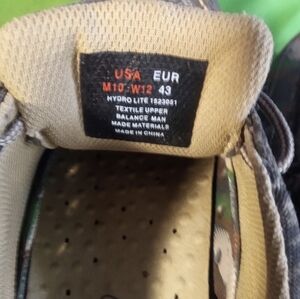 USA EUR
M10 W12 43
HYDRO LITE 1523051
TEXTILE UPPER
BALANCE MAN
MADE MATERIALS
MADE IN CHINA